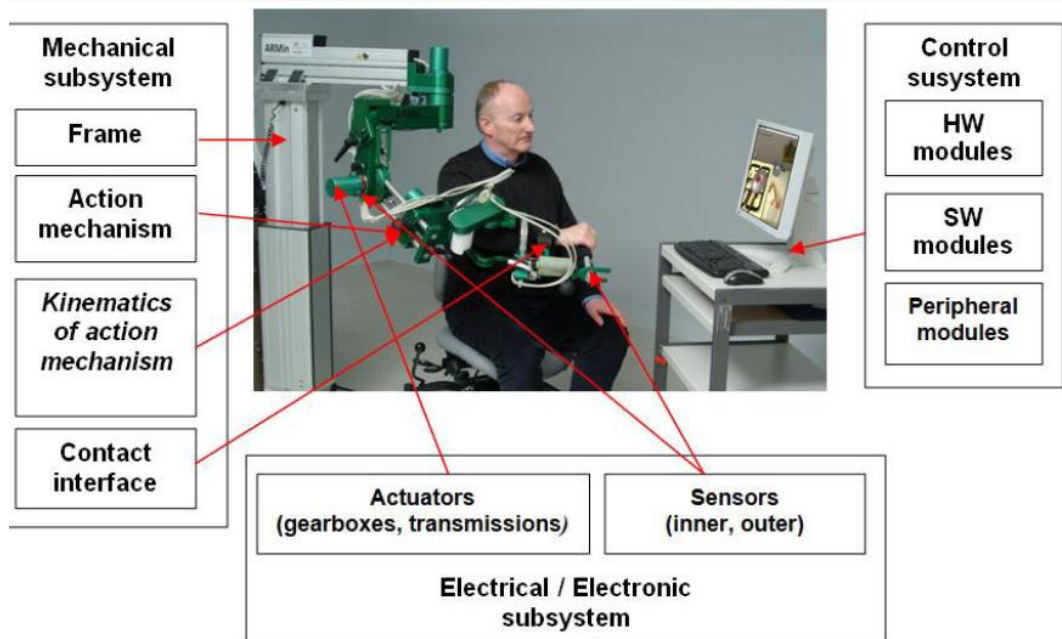 Mechanical
subsystem
Frame
Action
mechanism
Kinematics
of action
mechanism
Contact
interface
ARMin
Control
susystem
HW
modules
SW
modules
Peripheral
modules
Actuators
(gearboxes, transmissions)
Sensors
(inner, outer)
Electrical / Electronic
subsystem